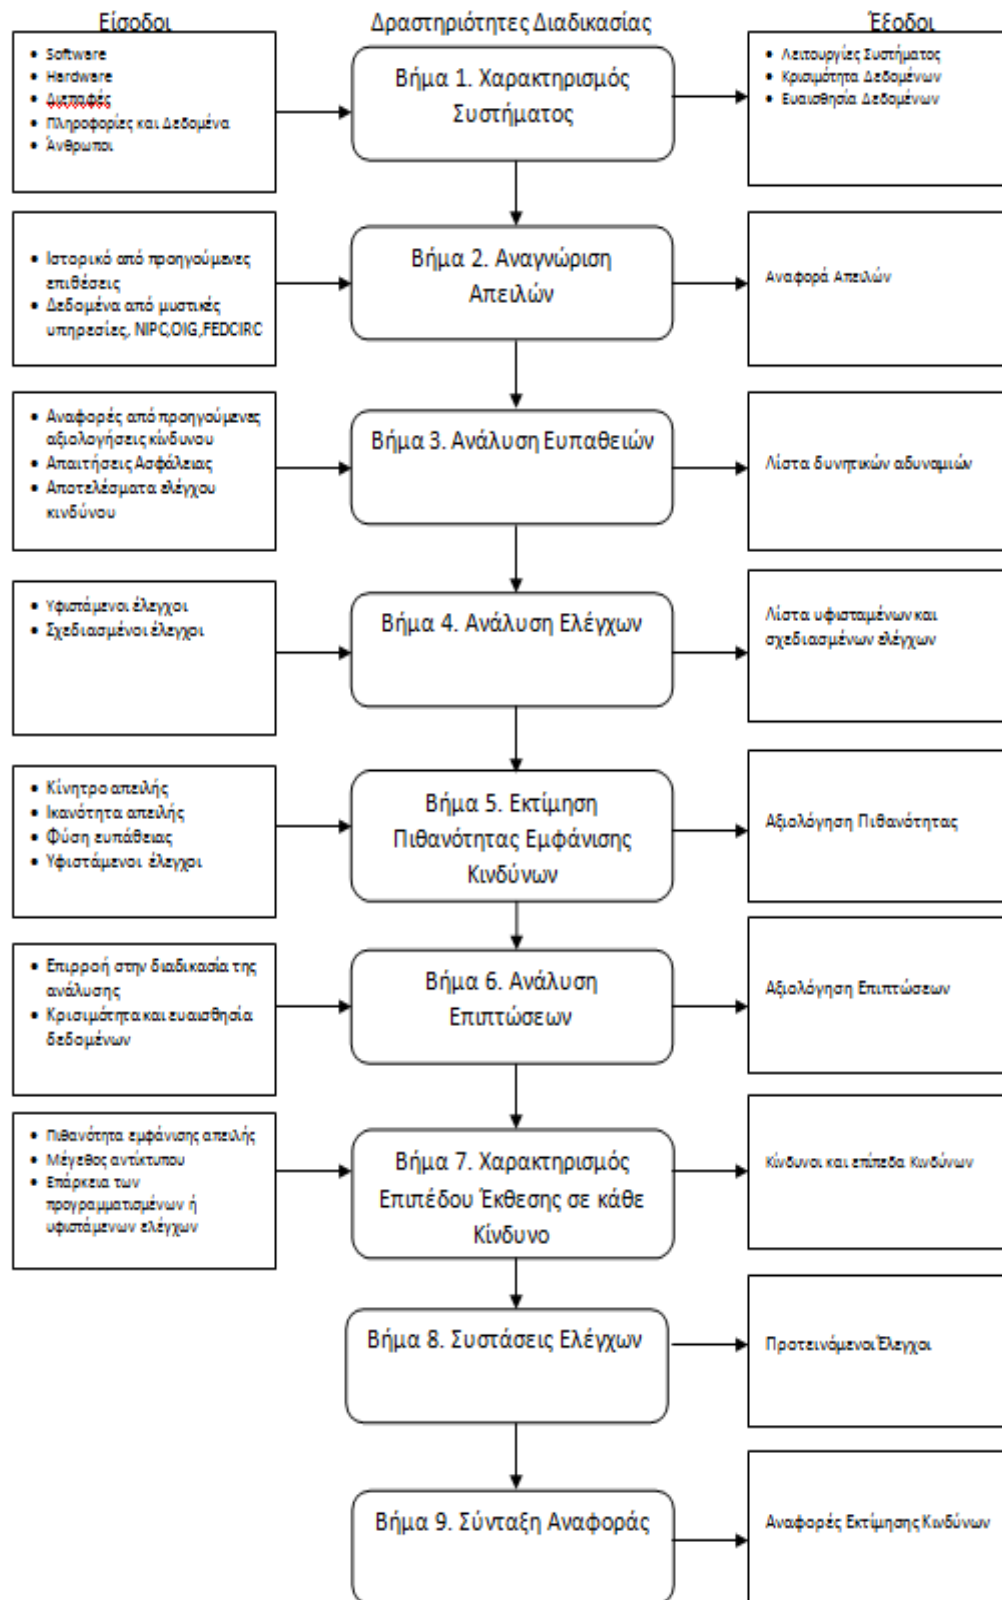 Είσοδοι
Δραστηριότητες Διαδικασίας
Έξοδοι
• Software
• Hardware
• Διεπαφές
• Πληροφορίες και Δεδομένα
• Άνθρωποι
Βήμα 1. Χαρακτηρισμός
Συστήματος
• Λειτουργίες Συστήματος
• Κρισιμότητα Δεδομένων
• Ευαισθησία Δεδομένων
• Ιστορικό από προηγούμενες
επιθέσεις
• Δεδομένα από μυστικές
υπηρεσίες, NIPC,OIG,FEDCIRC
Βήμα 2. Αναγνώριση
Απειλών
Αναφορά Απειλών
• Αναφορές από προηγούμενες
αξιολογήσεις κίνδυνου
• Απαιτήσεις Ασφάλειας
• Αποτελέσματα ελέγχου
κινδύνου
Βήμα 3. Ανάλυση Ευπαθειών
Λίστα δυνητικών αδυναμιών
• Υφιστάμενοι έλεγχοι
• Σχεδιασμένοι έλεγχοι
Βήμα 4. Ανάλυση Ελέγχων
Λίστα υφισταμένων και
σχεδιασμένων ελέγχων
• Κίνητρο απειλής
• Ικανότητα απειλής
• Φύση ευπάθειας
• Υφιστάμενοι έλεγχοι
Βήμα 5. Εκτίμηση
Πιθανότητας Εμφάνισης
Κινδύνων
Αξιολόγηση Πιθανότητας
• Επιρροή στην διαδικασία της
ανάλυσης
• Κρισιμότητα και ευαισθησία
δεδομένων
Βήμα 6. Ανάλυση
Επιπτώσεων
Αξιολόγηση Επιπτώσεων
• Πιθανότητα εμφάνισης απειλής
• Μέγεθος αντίκτυπου
• Επάρκεια των
προγραμματισμένων ή
υφιστάμενων ελέγχων
Βήμα 7. Χαρακτηρισμός
Επιπέδου Έκθεσης σε κάθε
Κίνδυνο
Κίνδυνοι και επίπεδα Κινδύνων
Βήμα 8. Συστάσεις Ελέγχων
Προτεινόμενοι Έλεγχοι
Βήμα 9. Σύνταξη Αναφοράς
Αναφορές Εκτίμησης Κινδύνων